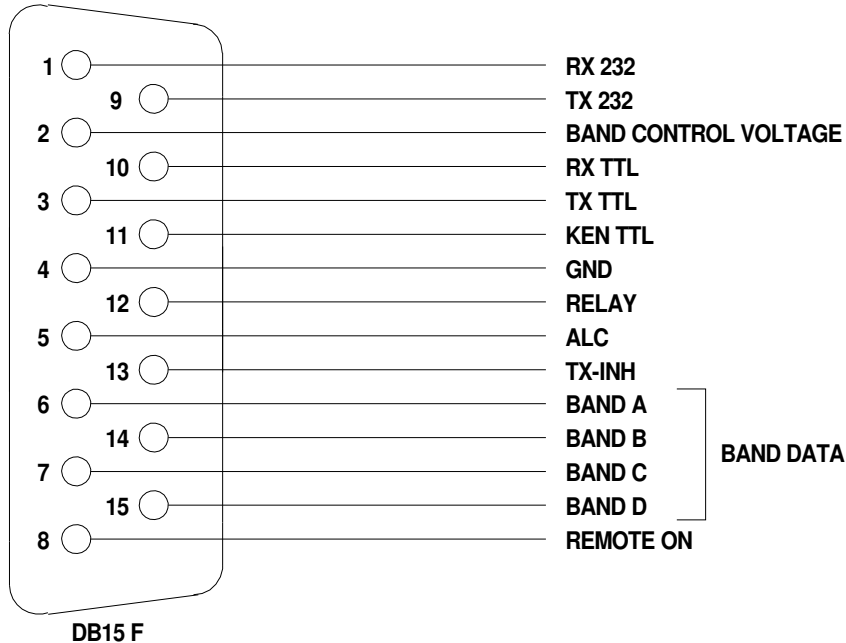 1 RX 232
9 TX 232
2 BAND CONTROL VOLTAGE
10 RX TTL
3 TX TTL
11 KEN TTL
4 GND
12 RELAY
5 ALC
13 TX-INH
6 BAND A
14 BAND B
BAND DATA
7 BAND C
15 BAND D
8 REMOTE ON
DB15 F